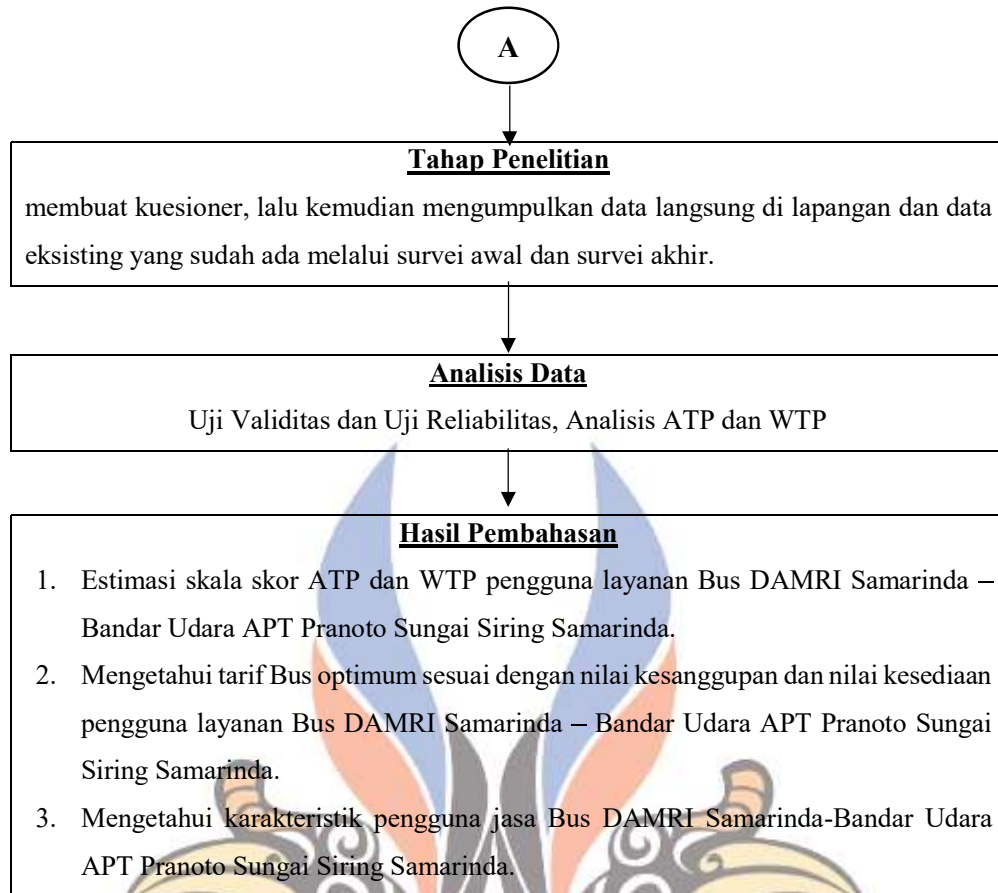 A
Tahap Penelitian
membuat kuesioner, lalu kemudian mengumpulkan data langsung di lapangan dan data
eksisting yang sudah ada melalui survei awal dan survei akhir.
Analisis Data
Uji Validitas dan Uji Reliabilitas, Analisis ATP dan WTP
Hasil Pembahasan
1. Estimasi skala skor ATP dan WTP pengguna layanan Bus DAMRI Samarinda –
Bandar Udara APT Pranoto Sungai Siring Samarinda.
2. Mengetahui tarif Bus optimum sesuai dengan nilai kesanggupan dan nilai kesediaan
pengguna layanan Bus DAMRI Samarinda – Bandar Udara APT Pranoto Sungai
Siring Samarinda.
3. Mengetahui karakteristik pengguna jasa Bus DAMRI Samarinda-Bandar Udara
APT Pranoto Sungai Siring Samarinda.